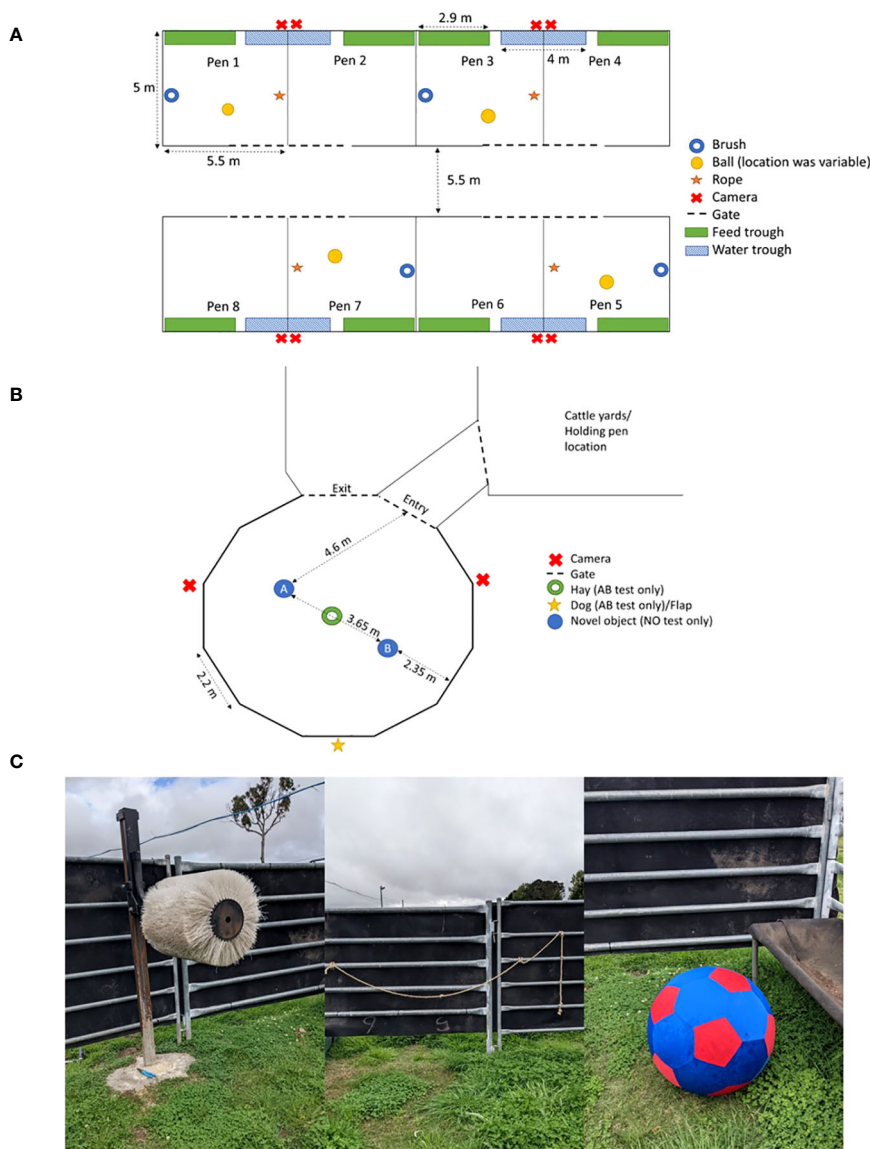 A
2.9 m
Pen 1
Pen 2
Pen 3
Pen 4
4 m
5 m
5.5 m
5.5 m
Brush
Ball (location was variable)
Rope
Camera
Gate
Feed trough
Water trough
Pen 8
Pen 7
Pen 6
Pen 5
B
Cattle yards/
Holding pen
location
Exit
Entry
4.6 m
A
3.65 m
B
2.35 m
2.2 m
Camera
Gate
Hay (AB test only)
Dog (AB test only)/Flap
Novel object (NO test only)
C